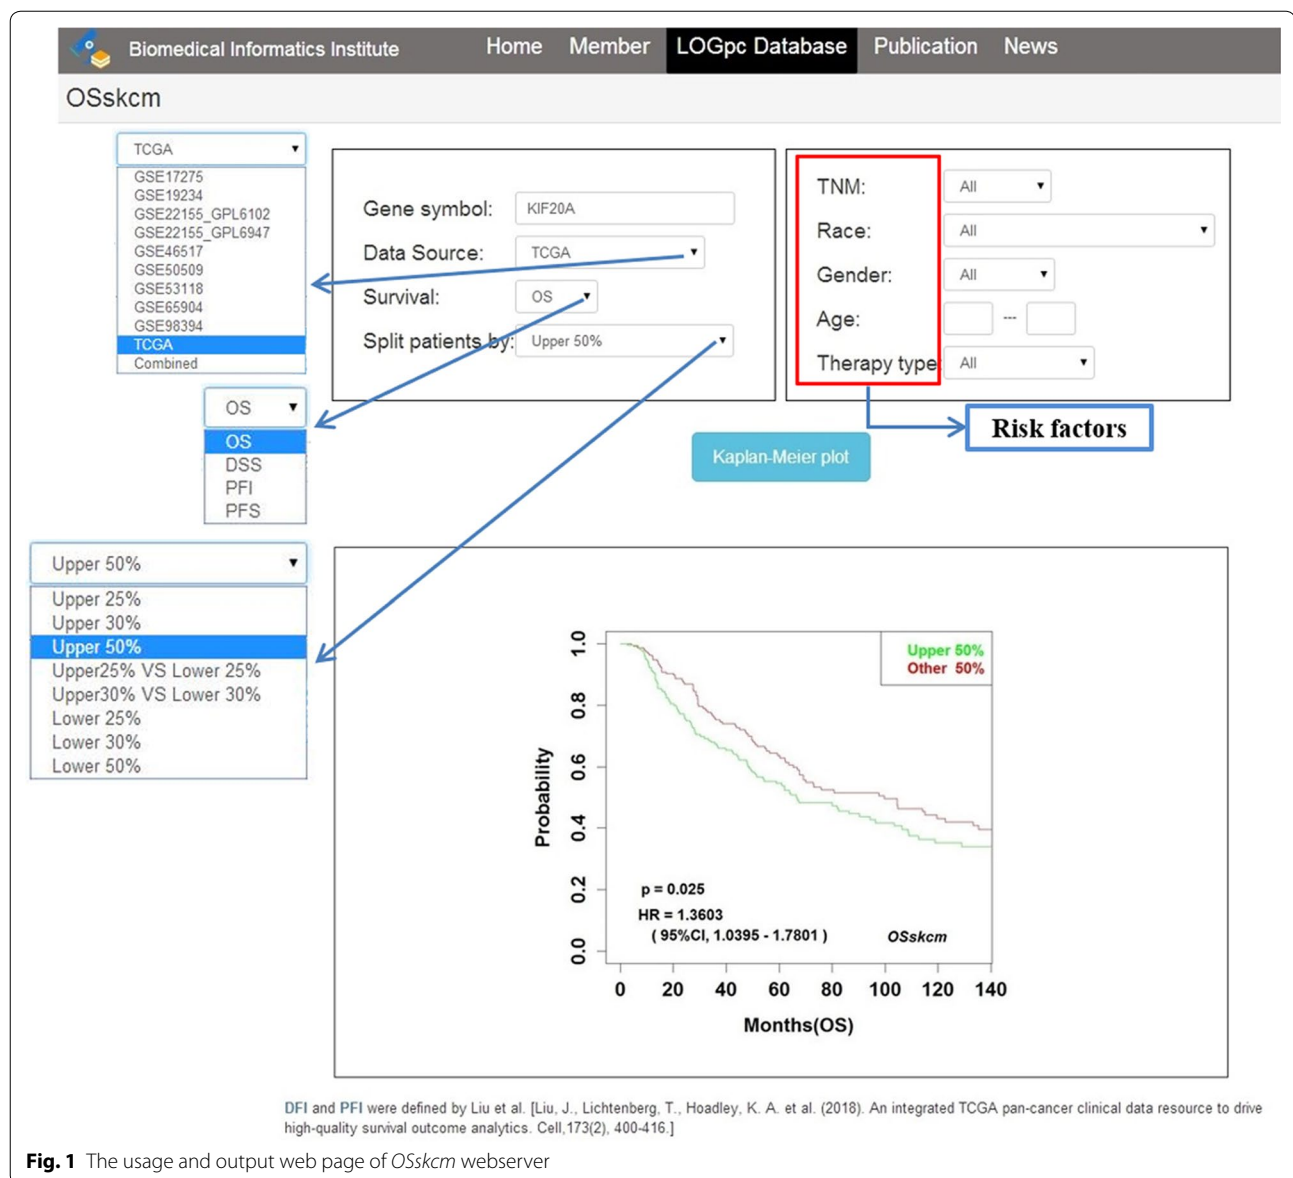 Biomedical Informatics Institute Home Member LOGpc Database Publication News
OSskcm
TCGA
GSE17275
GSE19234
GSE22155_GPL6102
GSE22155_GPL6947
GSE46517
GSE50509
GSE53118
GSE65904
GSE98394
TCGA
Combined
Gene symbol: KIF20A
Data Source: TCGA
Survival: OS
Split patients by: Upper 50%
TNM: All
Race: All
Gender: All
Age: ---
Therapy type: All
Risk factors
Kaplan-Meier plot
OS
OS
DSS
PFI
PFS
Upper 50%
Upper 25%
Upper 30%
Upper 50%
Upper25% VS Lower 25%
Upper30% VS Lower 30%
Lower 25%
Lower 30%
Lower 50%
Upper 50%
Other 50%
Probability
1.0
0.8
0.6
0.4
0.2
0.0
p = 0.025
HR = 1.3603
( 95%CI, 1.0395 - 1.7801 )
OSskcm
0 20 40 60 80 100 120 140
Months(OS)
DFI and PFI were defined by Liu et al. [Liu, J., Lichtenberg, T., Hoadley, K. A. et al. (2018). An integrated TCGA pan-cancer clinical data resource to drive
high-quality survival outcome analytics. Cell,173(2), 400-416.]
Fig. 1 The usage and output web page of OSskcm webserver